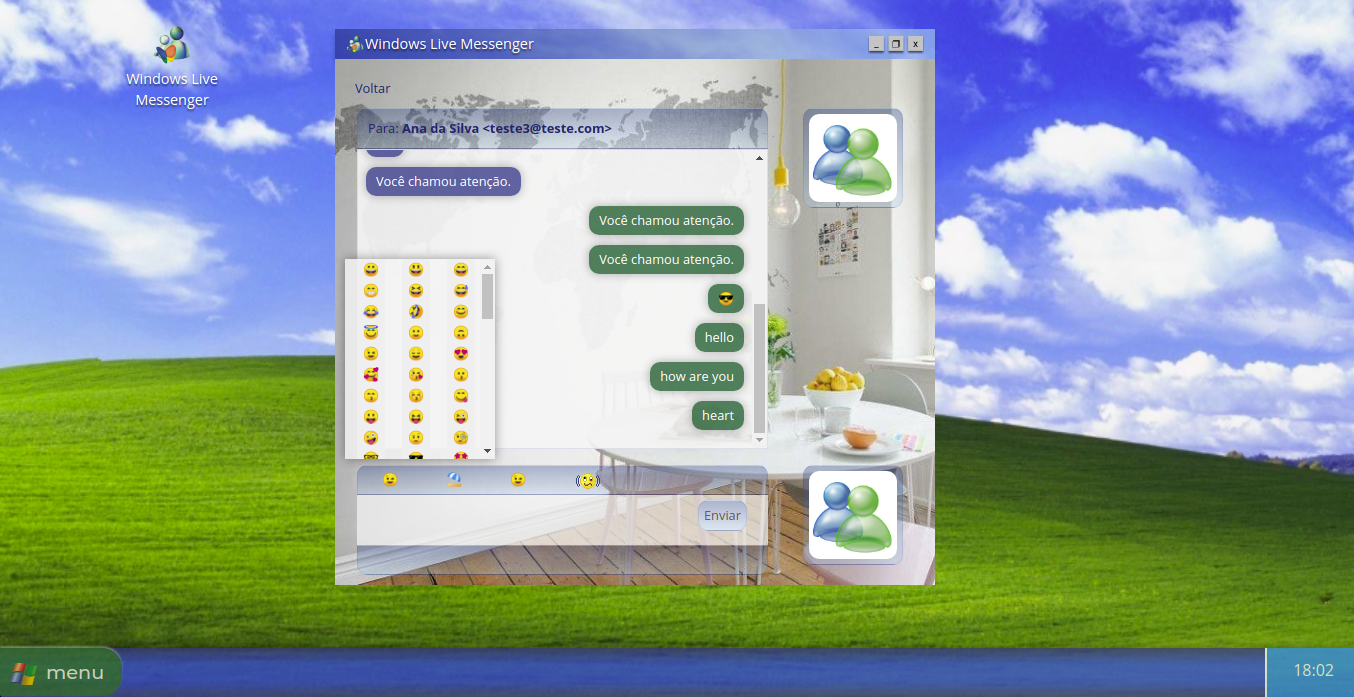 Windows Live
Messenger
Windows Live Messenger
Voltar
Para: Ana da Silva <teste3@teste.com>
Você chamou atenção.
Você chamou atenção.
Você chamou atenção.
😎
hello
how are you
heart
Enviar
menu
18:02